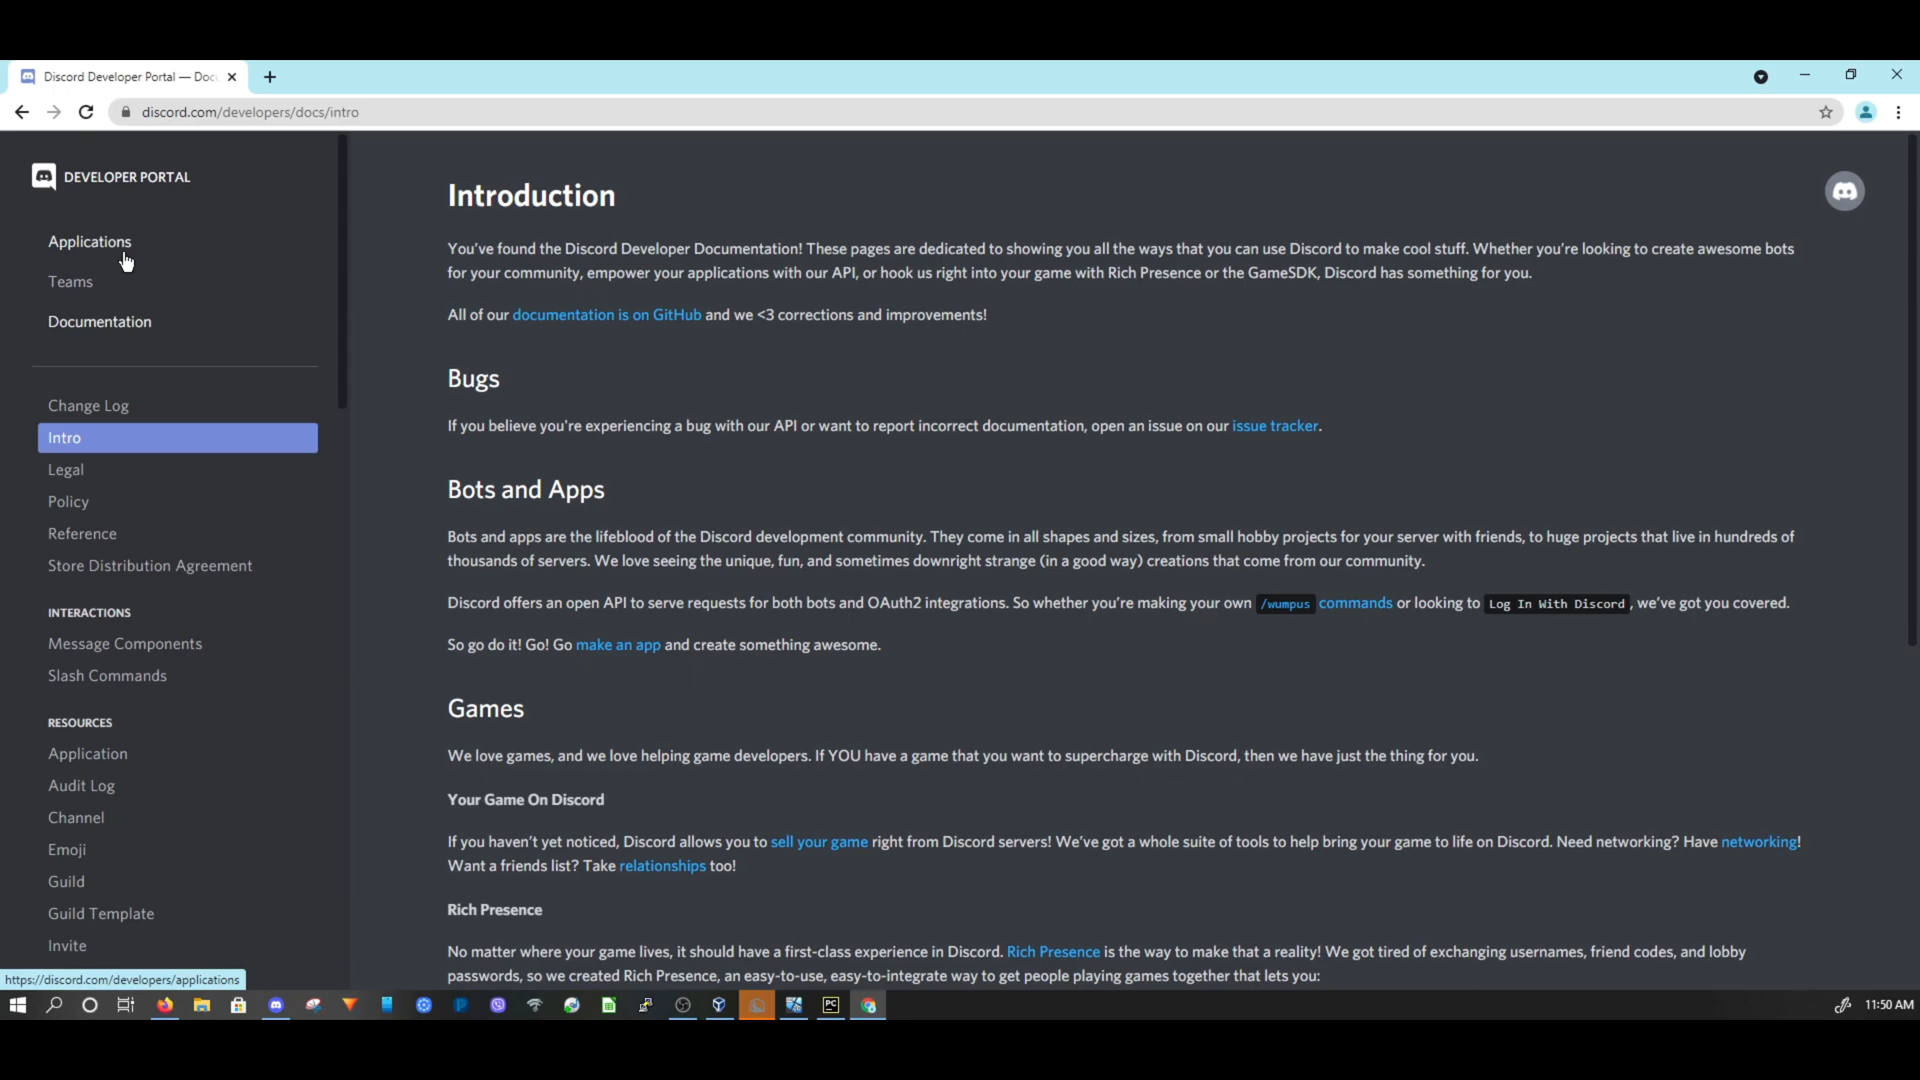 Discord Developer Portal — Doc
discord.com/developers/docs/intro
DEVELOPER PORTAL
Applications
Teams
Documentation
Change Log
Intro
Legal
Policy
Reference
Store Distribution Agreement
INTERACTIONS
Message Components
Slash Commands
RESOURCES
Application
Audit Log
Channel
Emoji
Guild
Guild Template
Invite
https://discord.com/developers/applications
Introduction
You've found the Discord Developer Documentation! These pages are dedicated to showing you all the ways that you can use Discord to make cool stuff. Whether you're looking to create awesome bots
for your community, empower your applications with our API, or hook us right into your game with Rich Presence or the GameSDK, Discord has something for you.
All of our documentation is on GitHub and we <3 corrections and improvements!
Bugs
If you believe you're experiencing a bug with our API or want to report incorrect documentation, open an issue on our issue tracker.
Bots and Apps
Bots and apps are the lifeblood of the Discord development community. They come in all shapes and sizes, from small hobby projects for your server with friends, to huge projects that live in hundreds of
thousands of servers. We love seeing the unique, fun, and sometimes downright strange (in a good way) creations that come from our community.
Discord offers an open API to serve requests for both bots and OAuth2 integrations. So whether you're making your own /wumpus commands or looking to Log In With Discord, we've got you covered.
So go do it! Go! Go make an app and create something awesome.
Games
We love games, and we love helping game developers. If YOU have a game that you want to supercharge with Discord, then we have just the thing for you.
Your Game On Discord
If you haven't yet noticed, Discord allows you to sell your game right from Discord servers! We've got a whole suite of tools to help bring your game to life on Discord. Need networking? Have networking!
Want a friends list? Take relationships too!
Rich Presence
No matter where your game lives, it should have a first-class experience in Discord. Rich Presence is the way to make that a reality! We got tired of exchanging usernames, friend codes, and lobby
passwords, so we created Rich Presence, an easy-to-use, easy-to-integrate way to get people playing games together that lets you:
PC
11:50 AM